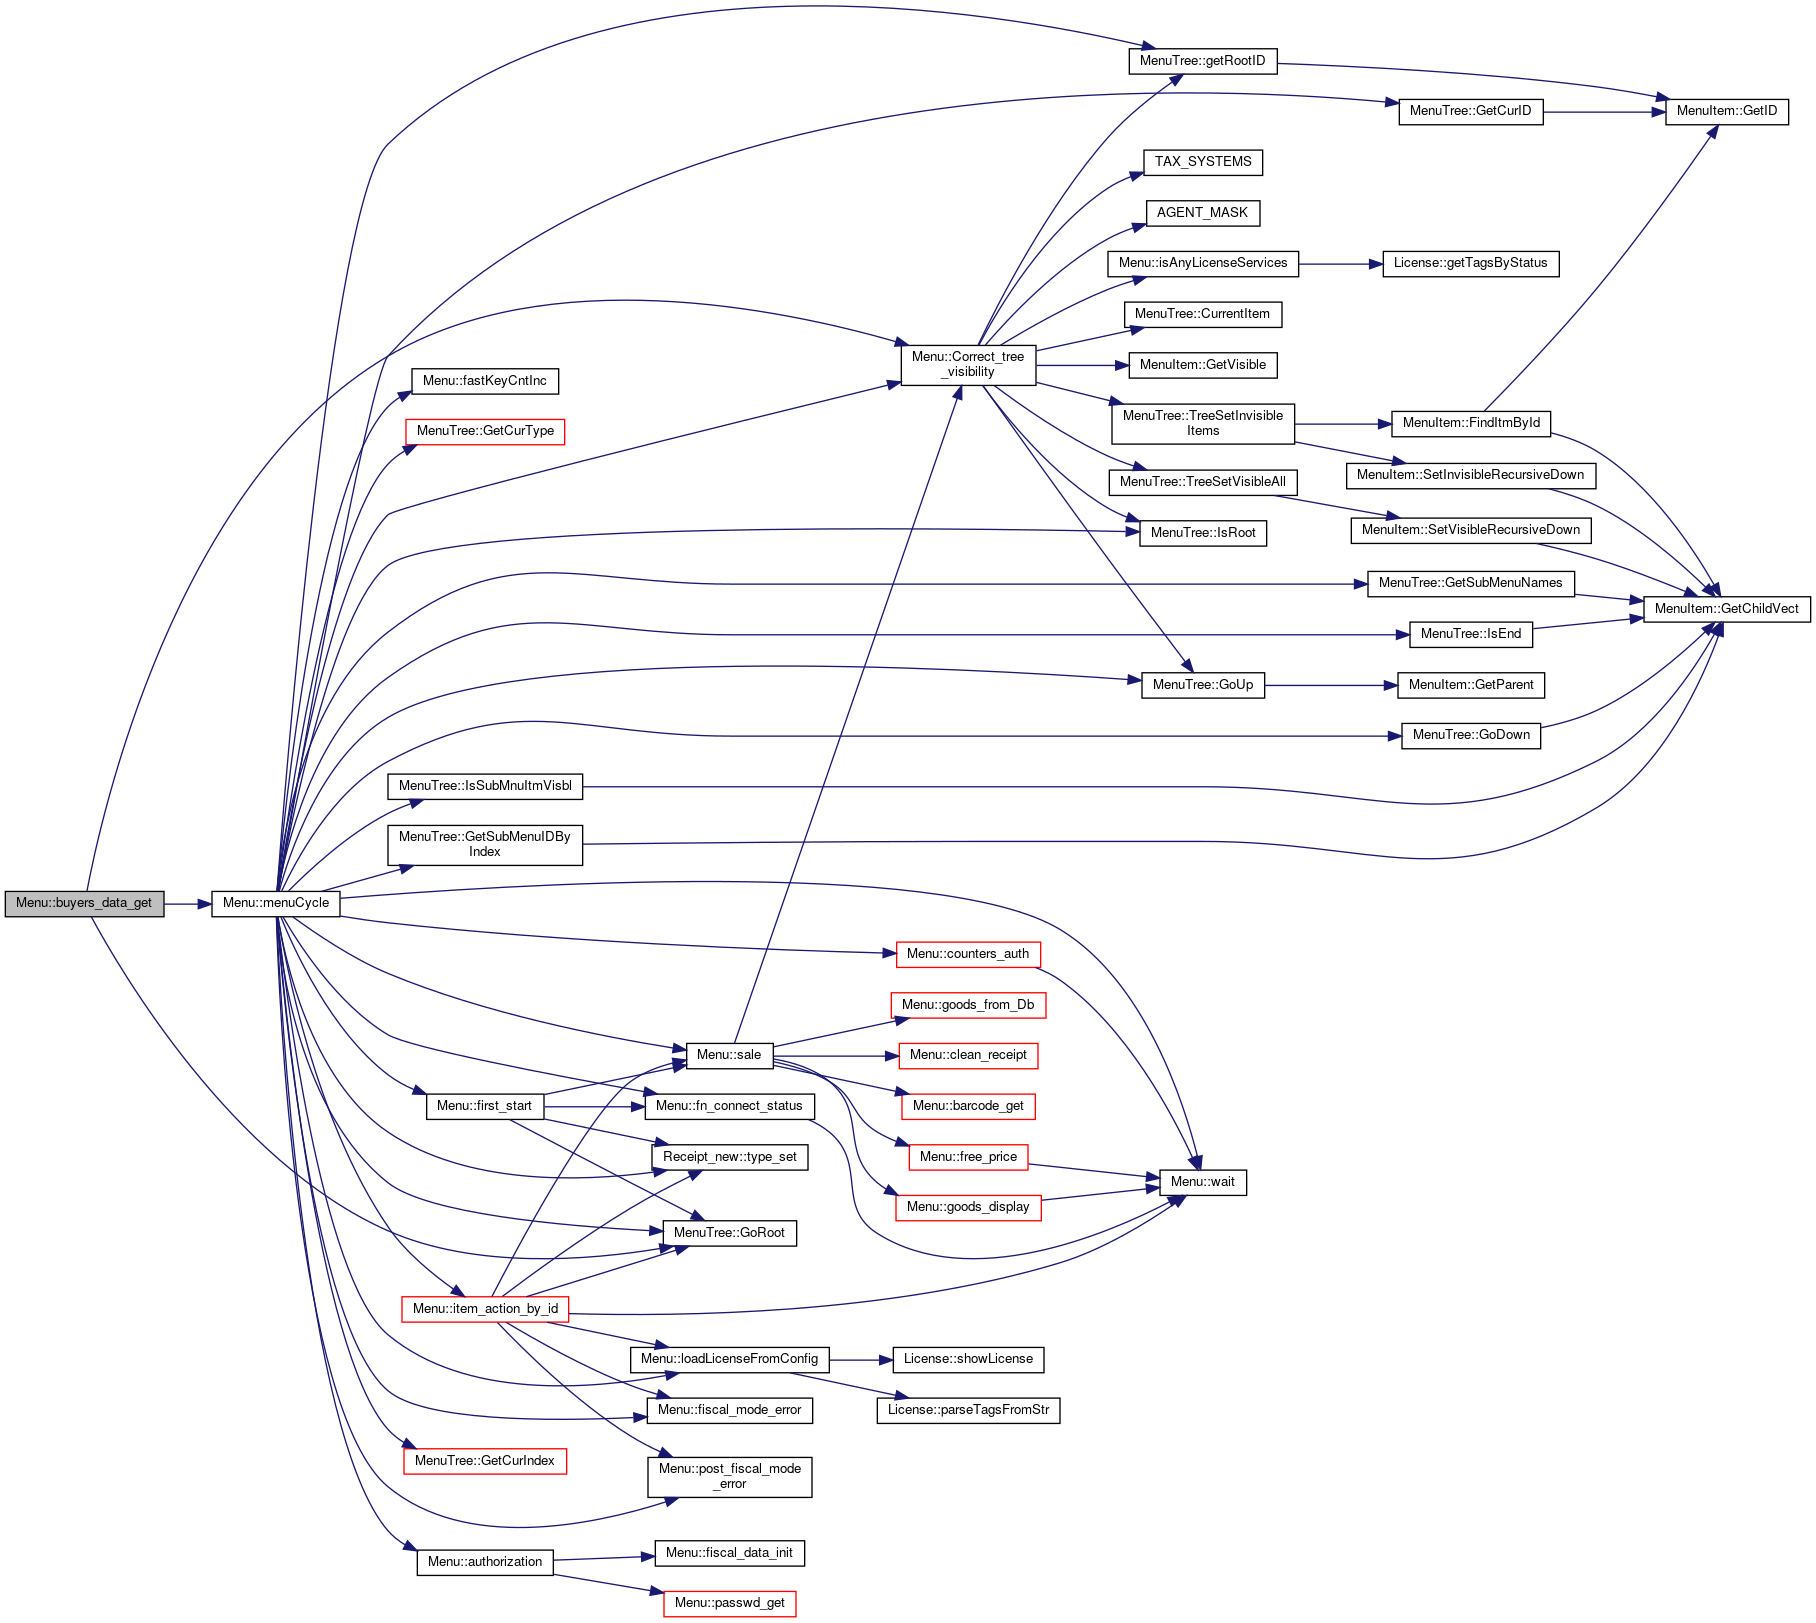 MenuTree::getRootID
MenuTree::GetCurID
MenuItem::GetID
TAX_SYSTEMS
AGENT_MASK
Menu::isAnyLicenseServices
License::getTagsByStatus
MenuTree::CurrentItem
Menu::Correct_tree
_visibility
MenuItem::GetVisible
Menu::fastKeyCntInc
MenuTree::TreeSetInvisible
Items
MenuItem::FindItmById
MenuTree::GetCurType
MenuItem::SetInvisibleRecursiveDown
MenuTree::TreeSetVisibleAll
MenuItem::SetVisibleRecursiveDown
MenuTree::IsRoot
MenuTree::GetSubMenuNames
MenuItem::GetChildVect
MenuTree::IsEnd
MenuTree::GoUp
MenuItem::GetParent
MenuTree::GoDown
MenuTree::IsSubMnuItmVisbl
MenuTree::GetSubMenuIDBy
Index
Menu::buyers_data_get
Menu::menuCycle
Menu::counters_auth
Menu::goods_from_Db
Menu::sale
Menu::clean_receipt
Menu::first_start
Menu::fn_connect_status
Menu::barcode_get
Receipt_new::type_set
Menu::free_price
Menu::wait
Menu::goods_display
MenuTree::GoRoot
Menu::item_action_by_id
Menu::loadLicenseFromConfig
License::showLicense
Menu::fiscal_mode_error
License::parseTagsFromStr
MenuTree::GetCurIndex
Menu::post_fiscal_mode
_error
Menu::authorization
Menu::fiscal_data_init
Menu::passwd_get